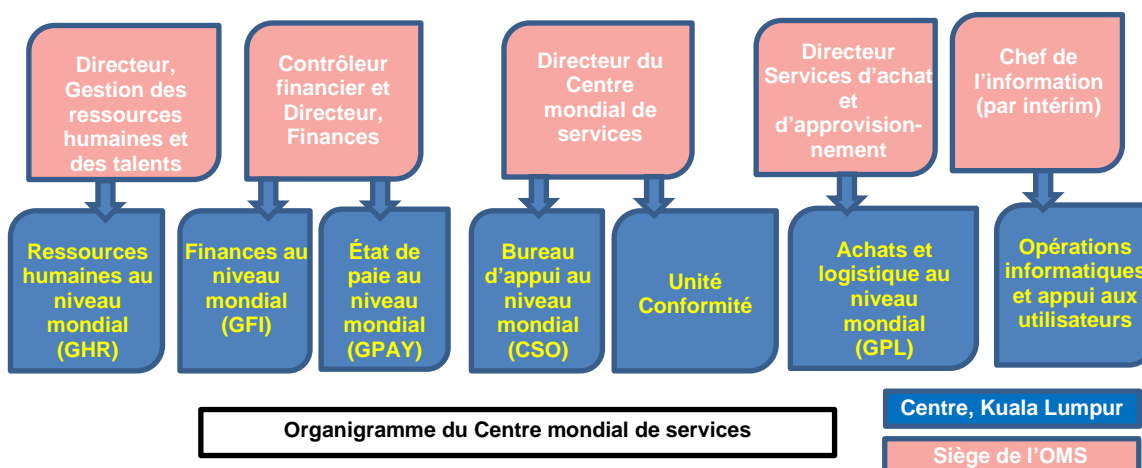 Directeur,
Gestion des
ressources
humaines et
des talents
Contrôleur
financier et
Directeur,
Finances
Directeur du
Centre
mondial de
services
Directeur
Services d’achat
et
d’approvision-
nement
Chef de
l’information
(par intérim)
Ressources
humaines au
niveau
mondial
(GHR)
Finances au
niveau
mondial
(GFI)
État de
paie au
niveau
mondial
(GPAY)
Bureau
d’appui au
niveau
mondial
(CSO)
Unité
Conformité
Achats et
logistique au
niveau
mondial
(GPL)
Opérations
informatiques
et appui aux
utilisateurs
Organigramme du Centre mondial de services
Centre, Kuala Lumpur
Siège de l’OMS